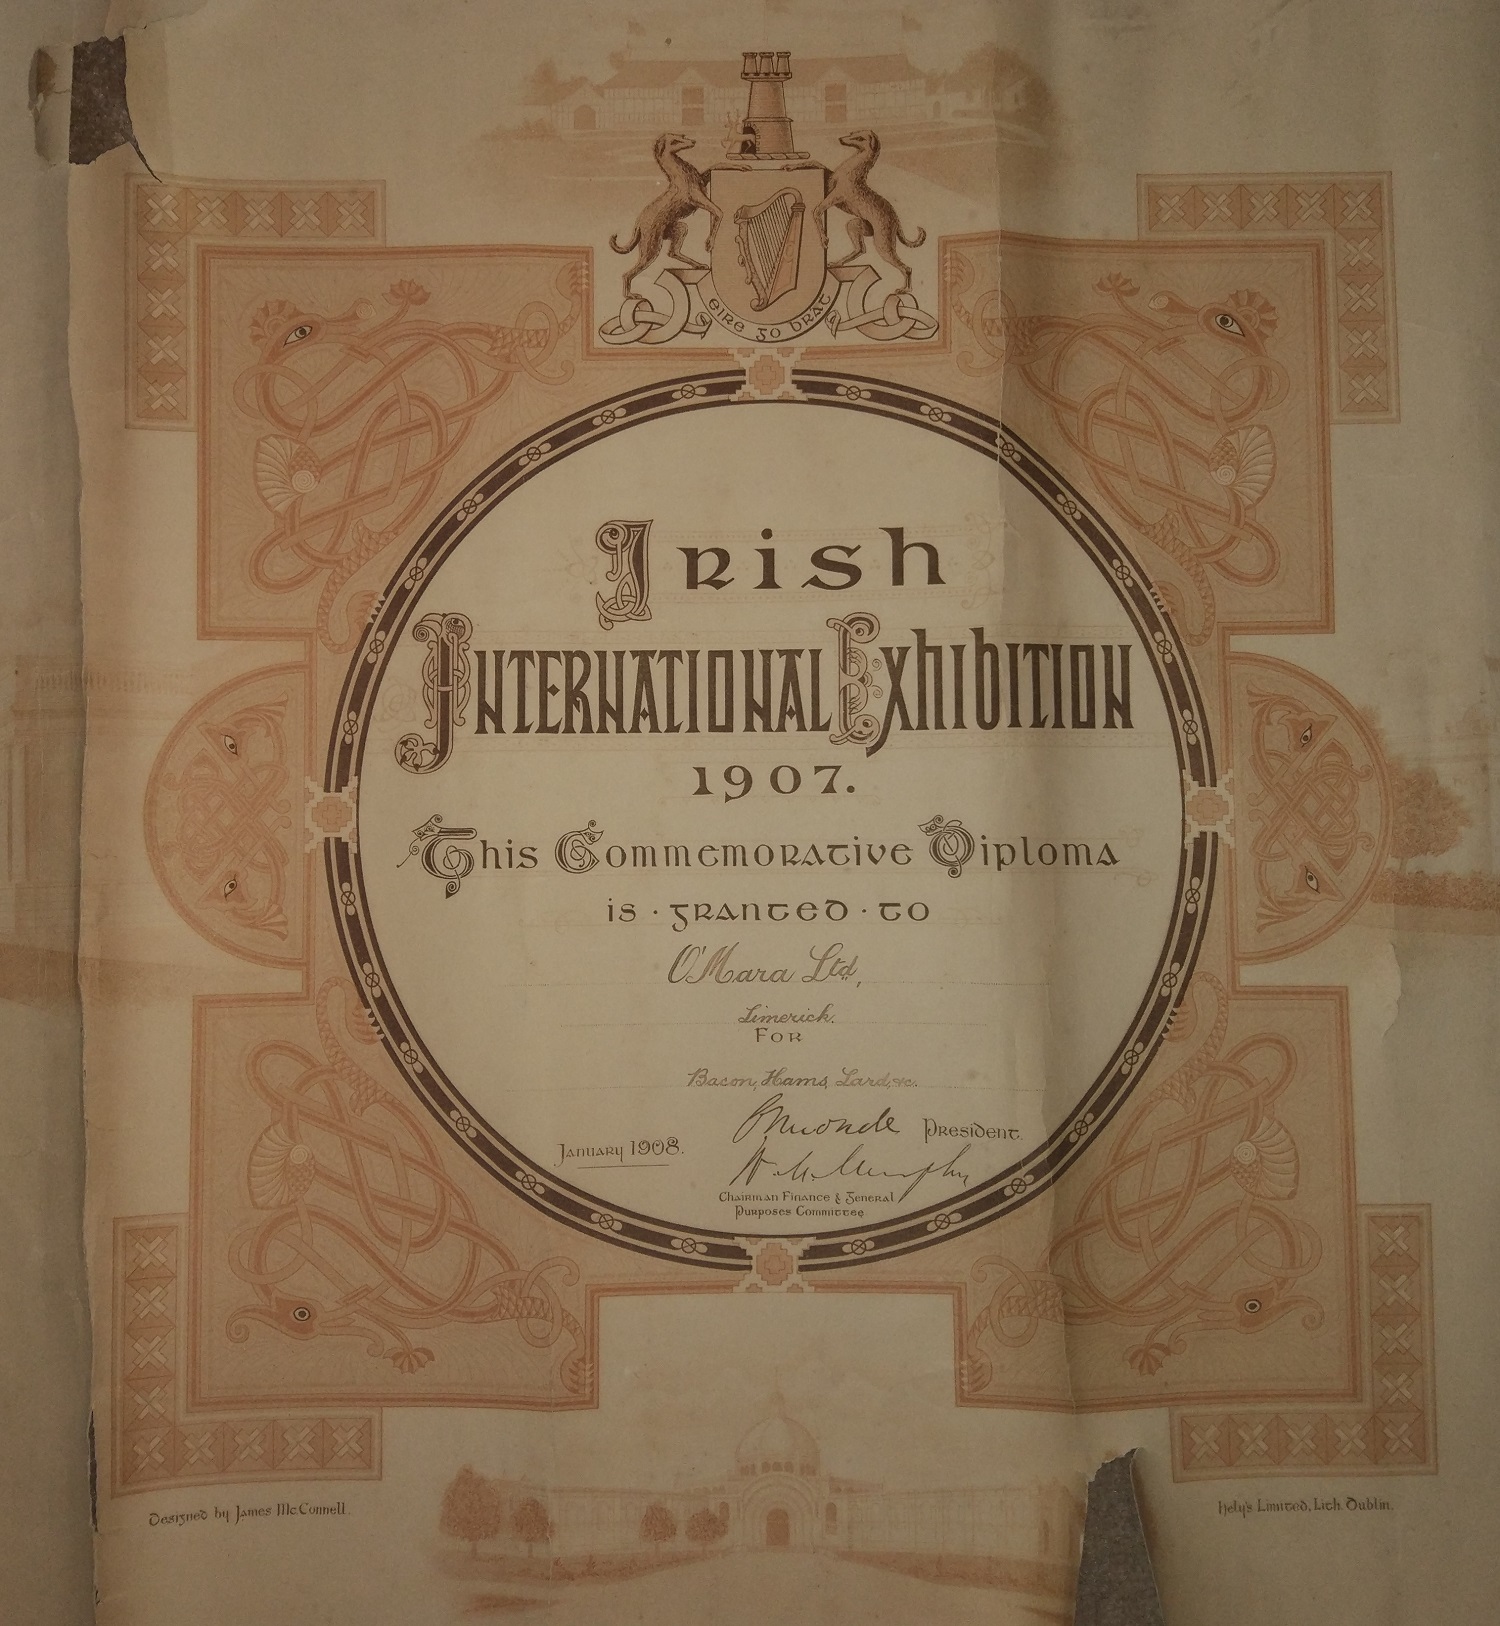 eire go brat
Irish
International Exhibition
1907.
This Commemorative Diploma
is · granted · to
O'Mara Ltd.,
Limerick.
For
Bacon, Hams, Lard, &c.
President.
January 1908.
W. M. Murphy
Chairman Finance & General
Purposes Committee
Designed by James McConnell.
Hely's Limited, Lith. Dublin.